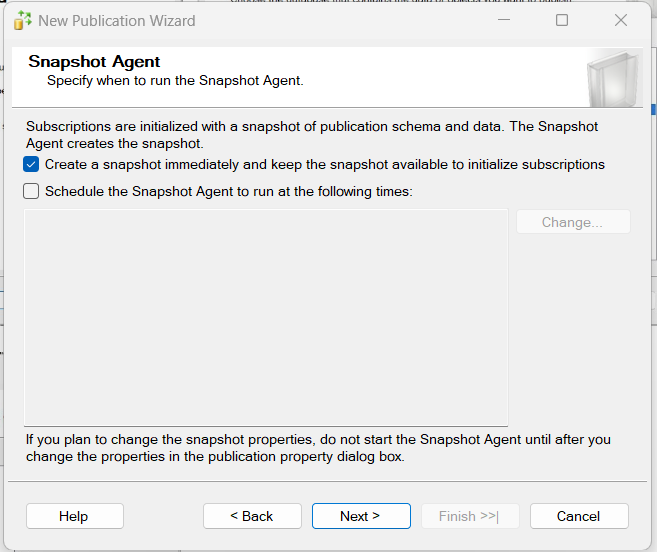 New Publication Wizard
Snapshot Agent
Specify when to run the Snapshot Agent.
Subscriptions are initialized with a snapshot of publication schema and data. The Snapshot
Agent creates the snapshot.
Create a snapshot immediately and keep the snapshot available to initialize subscriptions
Schedule the Snapshot Agent to run at the following times:
Change...
If you plan to change the snapshot properties, do not start the Snapshot Agent until after you
change the properties in the publication property dialog box.
Help
< Back
Next >
Finish >>|
Cancel